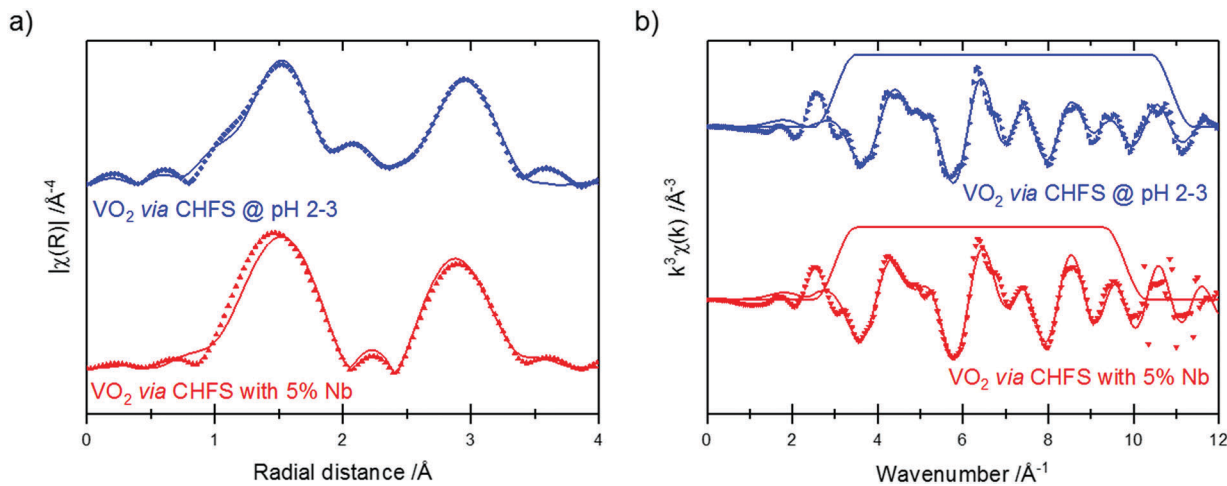 a)
|χ(R)| /Å-4
VO2 via CHFS @ pH 2-3
VO2 via CHFS with 5% Nb
0 1 2 3 4
Radial distance /Å
b)
k3χ(k) /Å-3
VO2 via CHFS @ pH 2-3
VO2 via CHFS with 5% Nb
0 2 4 6 8 10 12
Wavenumber /Å-1